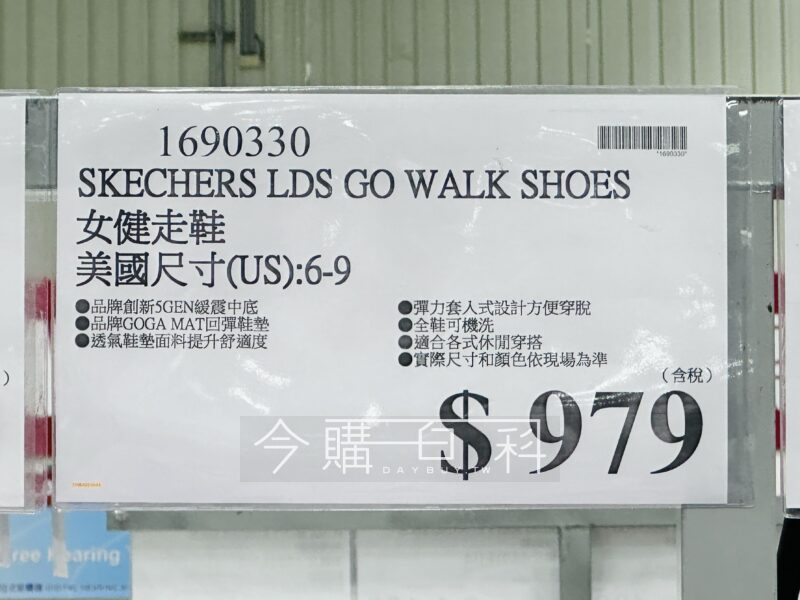 1690330
*1690330*
SKECHERS LDS GO WALK SHOES
女健走鞋
美國尺寸(US):6-9
●品牌創新5GEN緩震中底
●品牌GOGA MAT回彈鞋墊
●透氣鞋墊面料提升舒適度
●彈力套入式設計方便穿脫
●全鞋可機洗
●適合各式休閒穿搭
●實際尺寸和顏色依現場為準
(含稅)
$ 979
今購百科
DAYBUY.TW
)
ree Hearing